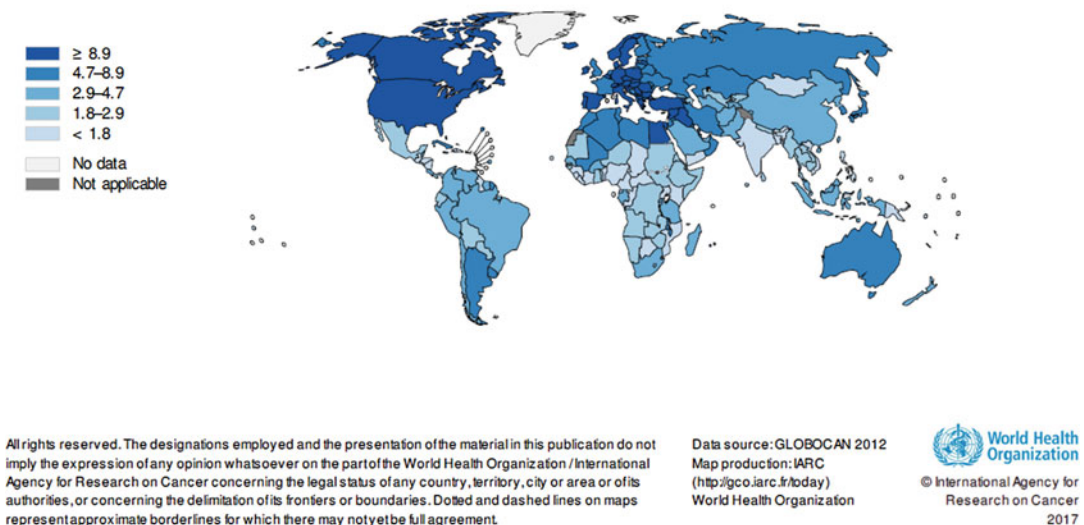 ≥ 8.9
4.7–8.9
2.9–4.7
1.8–2.9
< 1.8
No data
Not applicable
All rights reserved. The designations employed and the presentation of the material in this publication do not
imply the expression of any opinion whatsoever on the part of the World Health Organization / International
Agency for Research on Cancer concerning the legal status of any country, territory, city or area or of its
authorities, or concerning the delimitation of its frontiers or boundaries. Dotted and dashed lines on maps
represent approximate borderlines for which there may not yet be full agreement.
Data source: GLOBOCAN 2012
Map production: IARC
(http://gco.iarc.fr/today)
World Health Organization
World Health
Organization
© International Agency for
Research on Cancer
2017